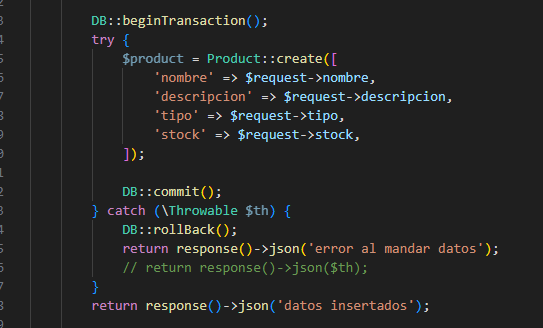 DB::beginTransaction();
try {
$product = Product::create([
'nombre' => $request->nombre,
'descripcion' => $request->descripcion,
'tipo' => $request->tipo,
'stock' => $request->stock,
]);
DB::commit();
} catch (\Throwable $th) {
DB::rollBack();
return response()->json('error al mandar datos');
// return response()->json($th);
}
return response()->json('datos insertados');